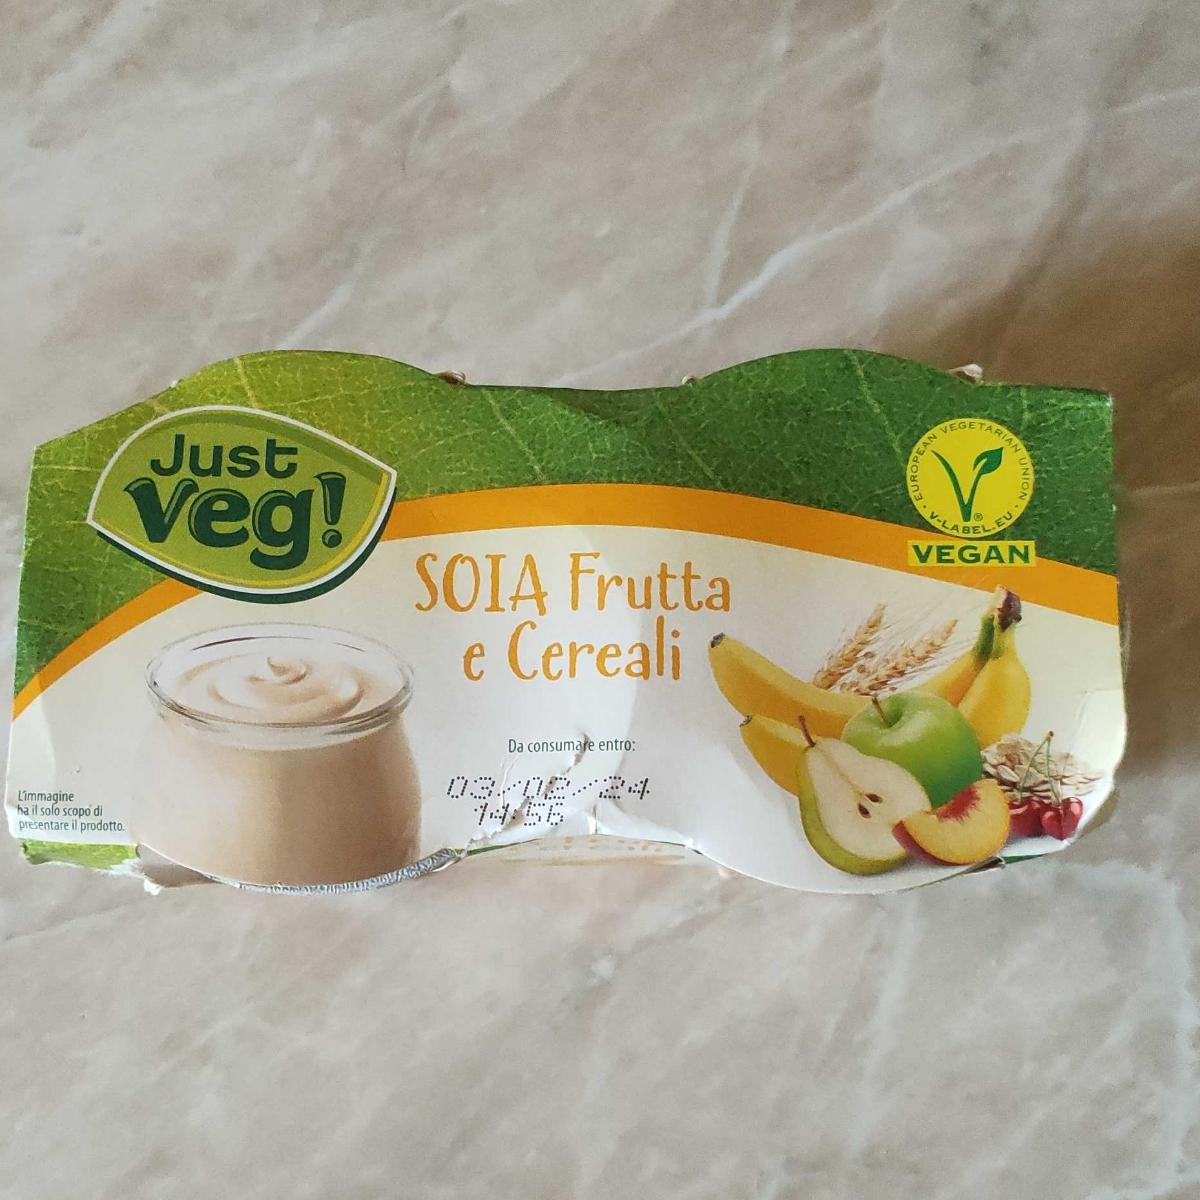 Just
veg!
EUROPEAN VEGETARIAN UNION
V-LABEL.EU
®
VEGAN
SOIA Frutta
e Cereali
Da consumare entro:
03/02/24
14:56
L'immagine
ha il solo scopo di
presentare il prodotto.